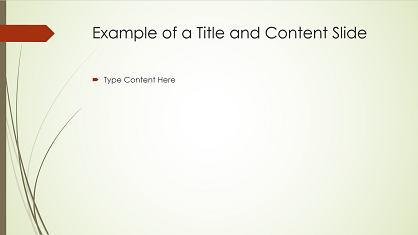 Example of a Title and Content Slide
Type Content Here